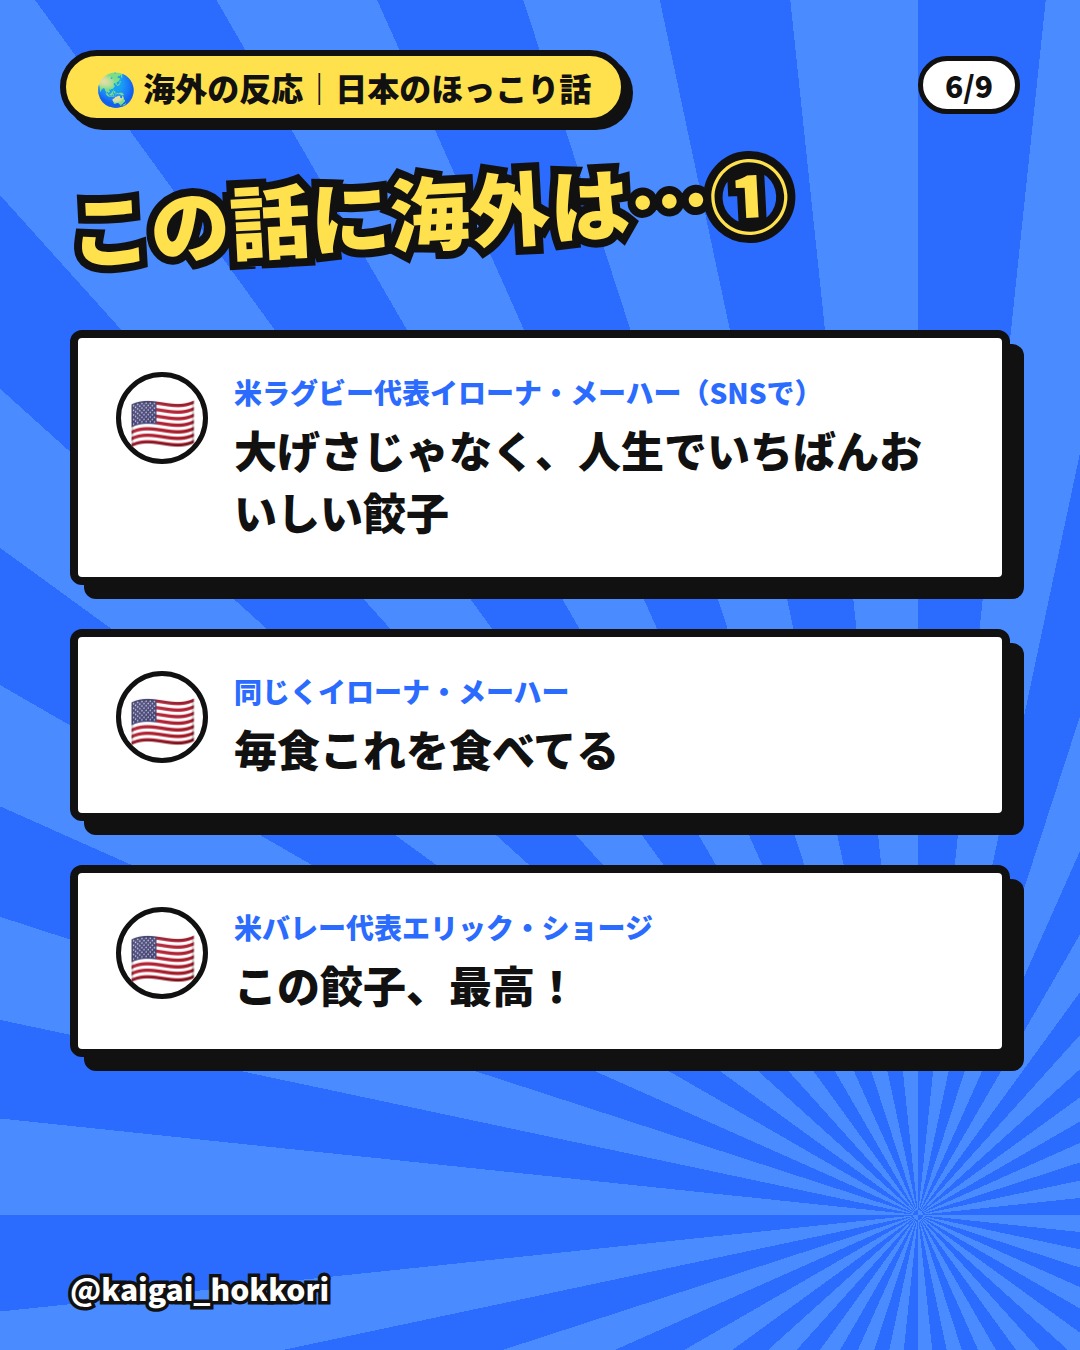 🌏 海外の反応｜日本のほっこり話
6/9
この話に海外は…①
米ラグビー代表イローナ・メーハー（SNSで）
大げさじゃなく、人生でいちばんお
いしい餃子
同じくイローナ・メーハー
毎食これを食べてる
米バレー代表エリック・ショージ
この餃子、最高！
@kaigai_hokkori